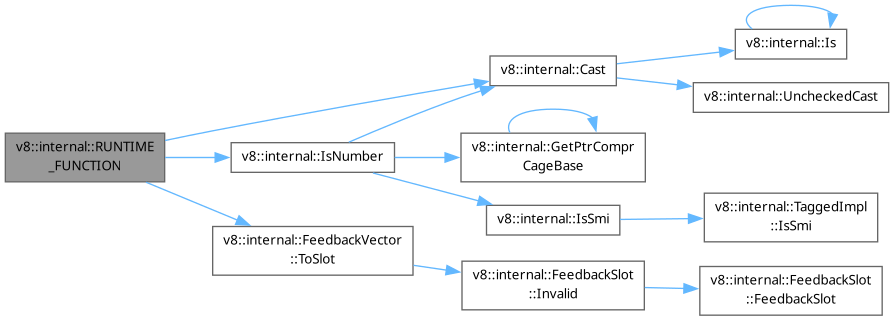 v8::internal::RUNTIME
_FUNCTION
v8::internal::Cast
v8::internal::Is
v8::internal::UncheckedCast
v8::internal::IsNumber
v8::internal::GetPtrCompr
CageBase
v8::internal::IsSmi
v8::internal::TaggedImpl
::IsSmi
v8::internal::FeedbackVector
::ToSlot
v8::internal::FeedbackSlot
::Invalid
v8::internal::FeedbackSlot
::FeedbackSlot